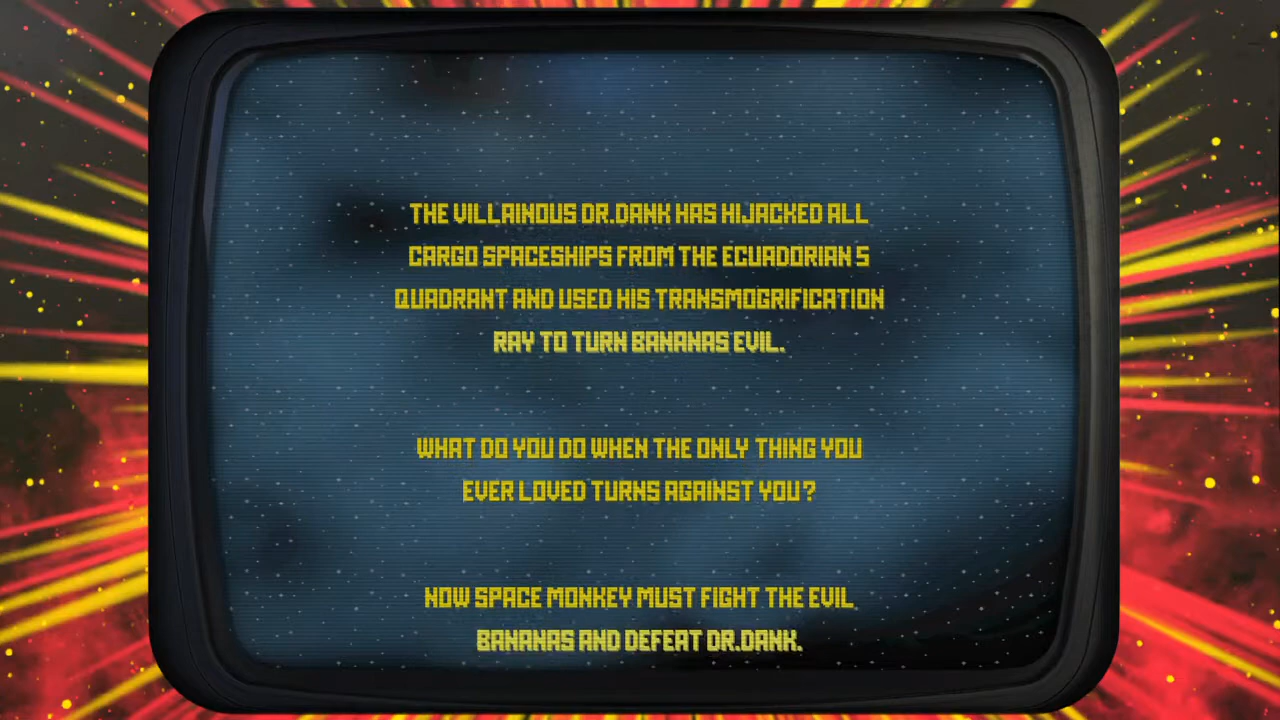 THE VILLAINOUS DR.DANK HAS HIJACKED ALL
CARGO SPACESHIPS FROM THE ECUADORIAN 5
QUADRANT AND USED HIS TRANSMOGRIFICATION
RAY TO TURN BANANAS EVIL.
WHAT DO YOU DO WHEN THE ONLY THING YOU
EVER LOVED TURNS AGAINST YOU?
NOW SPACE MONKEY MUST FIGHT THE EVIL
BANANAS AND DEFEAT DR.DANK.